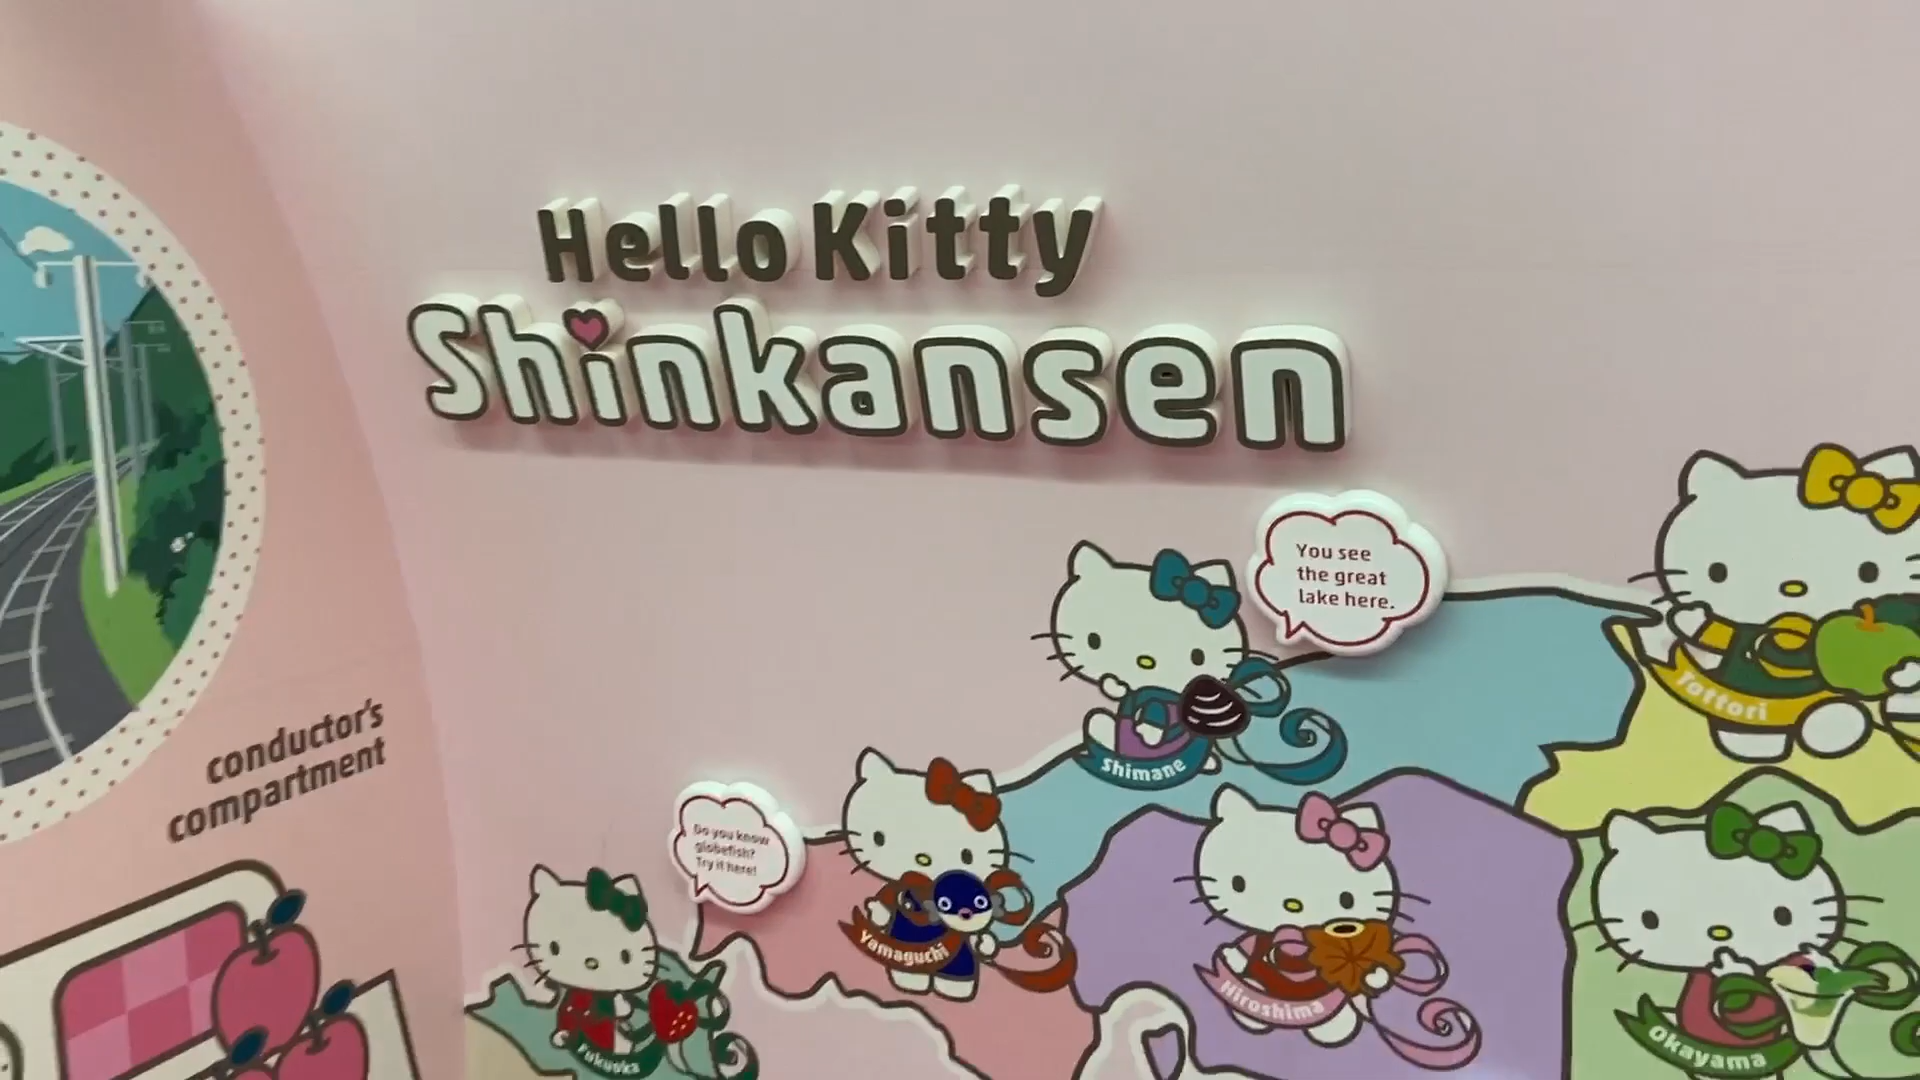 Hello Kitty
Shinkansen
You see
the great
lake here.
Tottori
conductor's
compartment
Shimane
Do you know
globefish?
Try it here!
Yamaguchi
Hiroshima
Fukuoka
Okayama